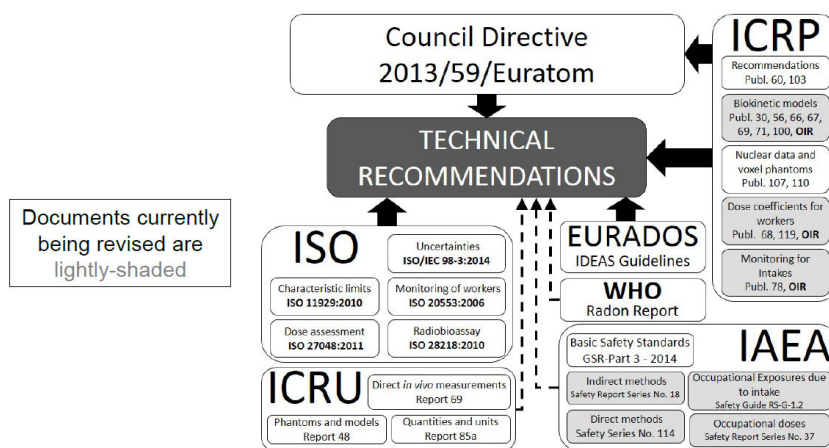 Council Directive
2013/59/Euratom
TECHNICAL
RECOMMENDATIONS
Documents currently
being revised are
lightly-shaded
ICRP
Recommendations
Publ. 60, 103
Biokinetic models
Publ. 30, 56, 66, 67,
69, 71, 100, OIR
Nuclear data and
voxel phantoms
Publ. 107, 110
Dose coefficients for
workers
Publ. 68, 119, OIR
Monitoring for
Intakes
Publ. 78, OIR
ISO
Uncertainties
ISO/IEC 98-3:2014
Characteristic limits
ISO 11929:2010
Monitoring of workers
ISO 20553:2006
Dose assessment
ISO 27048:2011
Radiobioassay
ISO 28218:2010
EURADOS
IDEAS Guidelines
WHO
Radon Report
ICRU
Direct in vivo measurements
Report 69
Phantoms and models
Report 48
Quantities and units
Report 85a
IAEA
Basic Safety Standards
GSR-Part 3 - 2014
Indirect methods
Safety Report Series No. 18
Occupational Exposures due
to intake
Safety Guide RS-G-1.2
Direct methods
Safety Series No. 114
Occupational doses
Safety Report Series No. 37